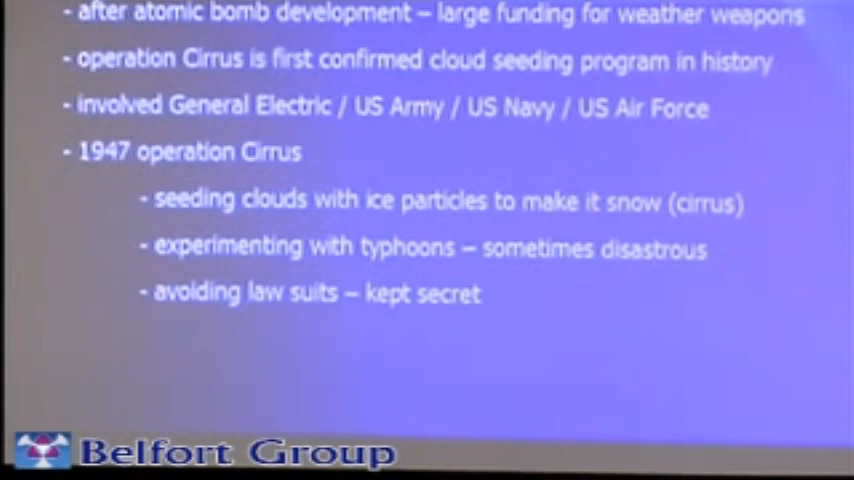 - after atomic bomb development – large funding for weather weapons
- operation Cirrus is first confirmed cloud seeding program in history
- involved General Electric / US Army / US Navy / US Air Force
- 1947 operation Cirrus
- seeding clouds with ice particles to make it snow (cirrus)
- experimenting with typhoons – sometimes disastrous
- avoiding law suits – kept secret
Belfort Group